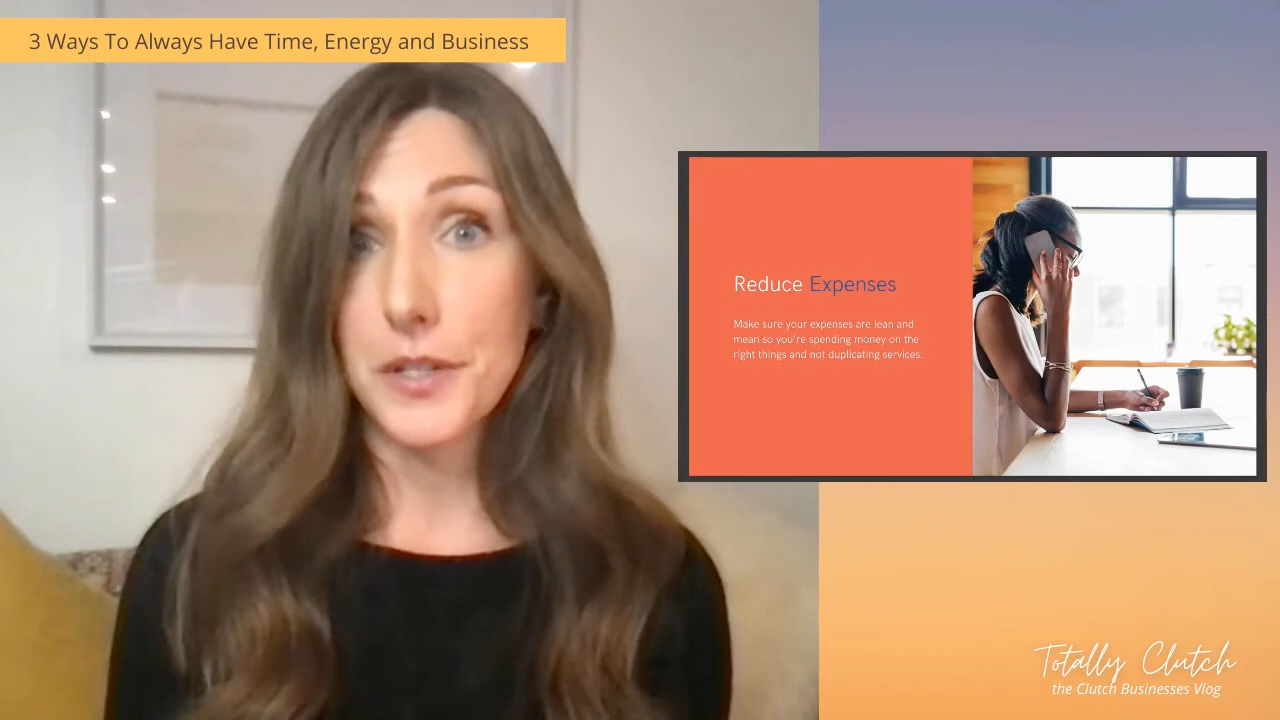 3 Ways To Always Have Time, Energy and Business
Reduce Expenses
Make sure your expenses are lean and
mean so you're spending money on the
right things and not duplicating services.
Totally Clutch
the Clutch Businesses Vlog